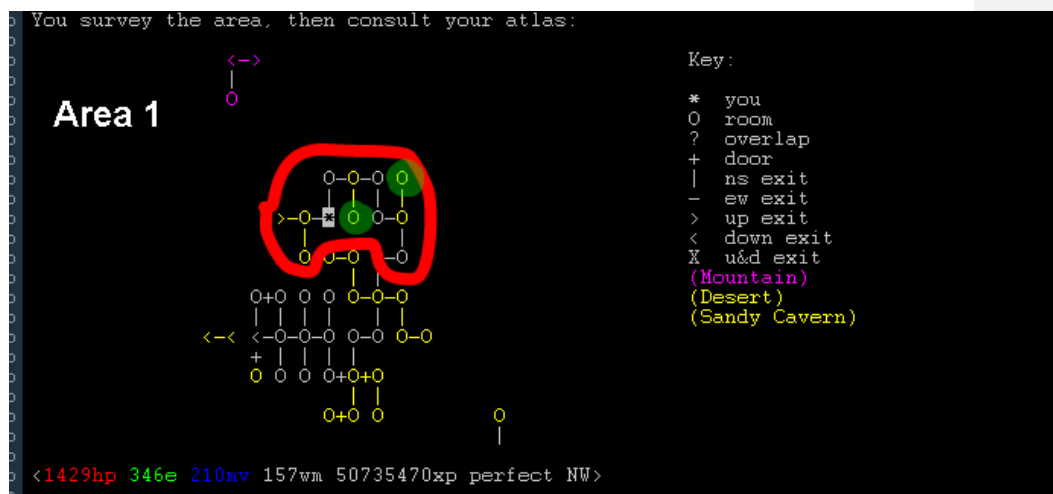 You survey the area, then consult your atlas:
<-> Key:
|
O * you
Area 1 O room
? overlap
+ door
O-O-O O | ns exit
| | | | - ew exit
>-O-* O O-O > up exit
| | < down exit
O O-O -O X u&d exit
| | (Mountain)
O+O O O O-O-O (Desert)
| | | | | | (Sandy Cavern)
<-< <-O-O-O O-O O-O
+ | | | |
O O O O+O+O
| |
O+O O O
|
<1429hp 346e 210mv 157wm 50735470xp perfect NW>